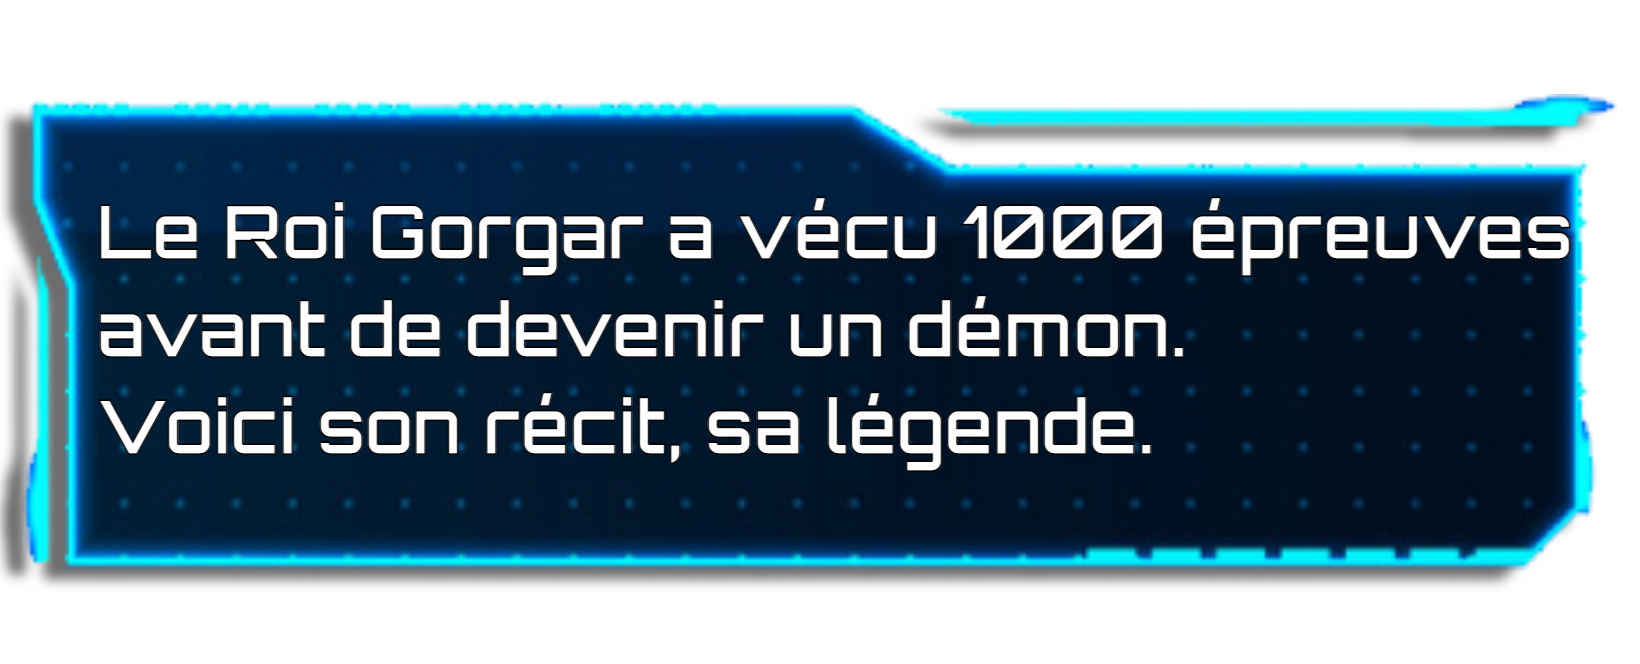 Le Roi Gorgar a vécu 1000 épreuves
avant de devenir un démon.
Voici son récit, sa légende.